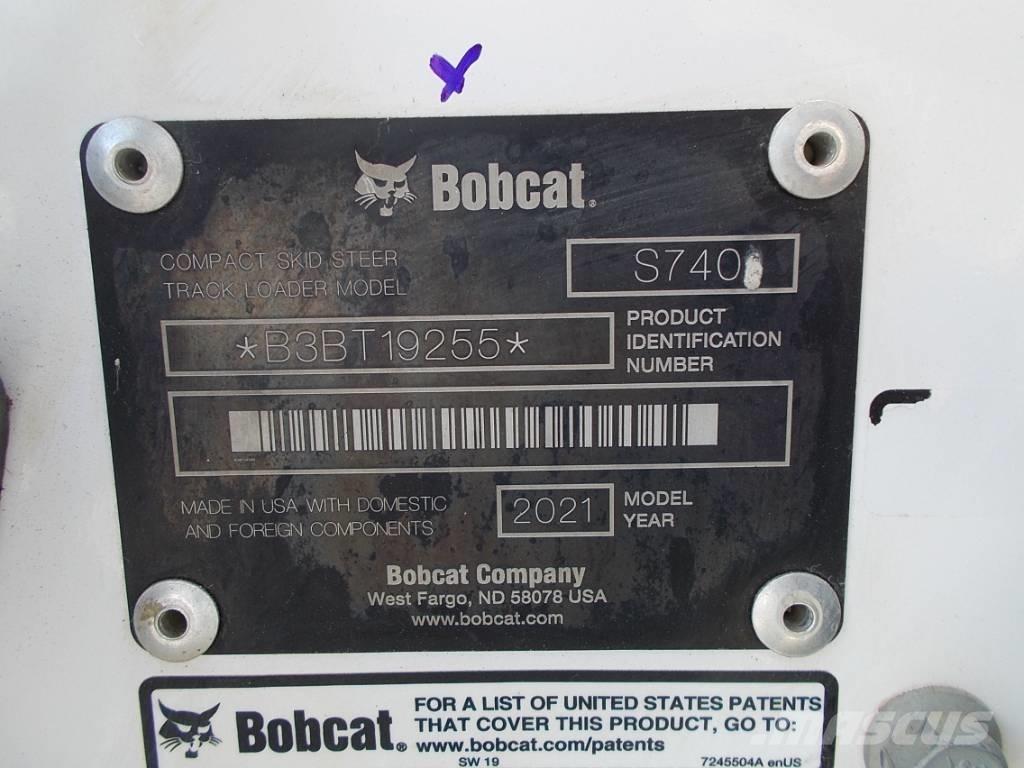 Bobcat®
COMPACT SKID STEER
TRACK LOADER MODEL
S740
*B3BT19255*
PRODUCT
IDENTIFICATION
NUMBER
MADE IN USA WITH DOMESTIC
AND FOREIGN COMPONENTS
2021
MODEL
YEAR
Bobcat Company
West Fargo, ND 58078 USA
www.bobcat.com
Bobcat®
FOR A LIST OF UNITED STATES PATENTS
THAT COVER THIS PRODUCT, GO TO:
www.bobcat.com/patents
SW 19
7245504A enUS
MASCUS